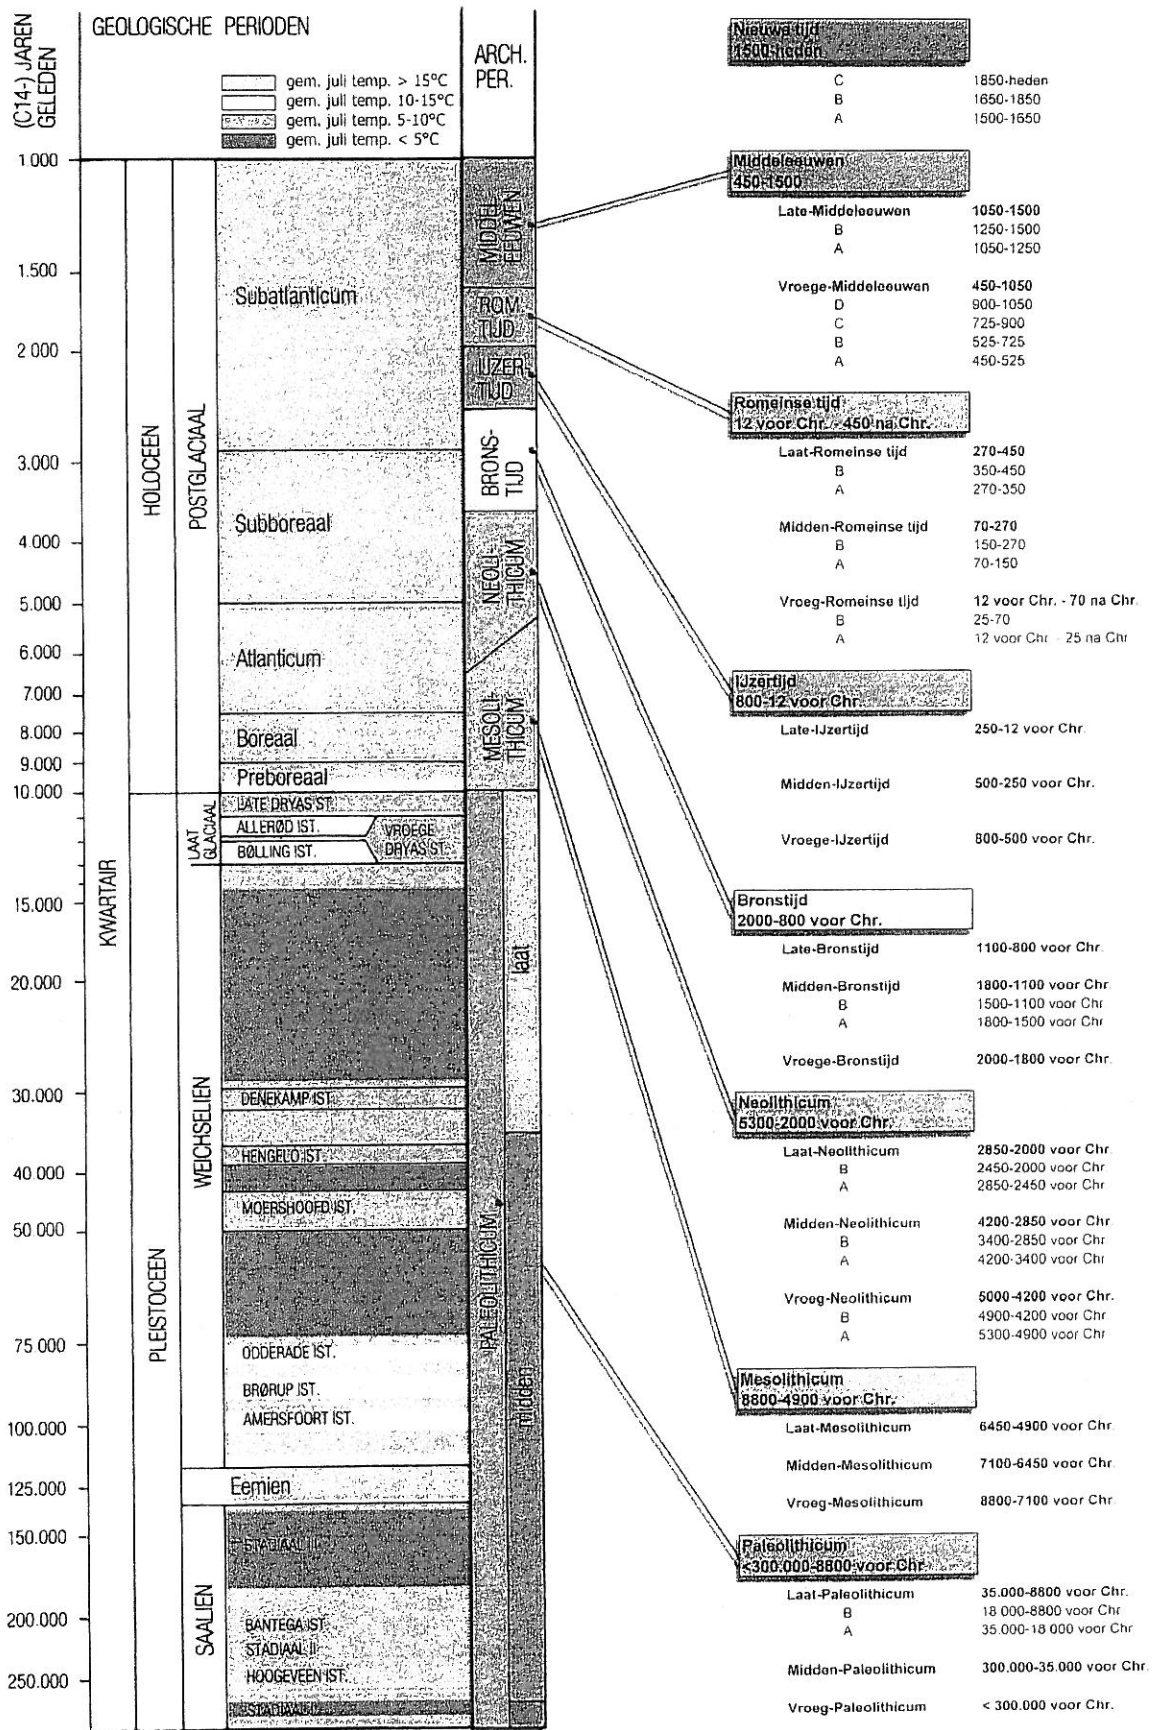 (C14-) JAREN
GELEDEN
GEOLOGISCHE PERIODEN
gem. juli temp. > 15°C
gem. juli temp. 10-15°C
gem. juli temp. 5-10°C
gem. juli temp. < 5°C
ARCH.
PER.
1 000
1.500
2 000
3.000
4.000
5.000
6.000
7000
8.000
9.000
10.000
15.000
20.000
30.000
40 000
50 000
75.000
100.000
125.000
150.000
200.000
250.000
KWARTAIR
HOLOCEEN
PLEISTOCEEN
POSTGLACIAAL
LAAT
GLACIAAL
WEICHSELIEN
SAALIEN
Subatlanticum
Subboreaal
Atlanticum
Boreaal
Preboreaal
LATE DRYAS ST.
ALLERØD IST.
VROEGE
DRYAS ST.
BØLLING IST.
DENEKAMP IST.
HENGELO IST.
MOERSHOOFD IST.
ODDERADE IST.
BRØRUP IST.
AMERSFOORT IST.
Eemien
STADIAAL III
BANTEGA IST.
STADIAAL II
HOOGEVEEN IST.
STADIAAL I
MIDDEL
EEUWEN
ROM.
TIJD
IJZER-
TIJD
BRONS-
TIJD
NEOLI-
THICUM
MESOLI-
THICUM
PALEOLITHICUM
laat
midden
Nieuwe tijd
1500-heden
C 1850-heden
B 1650-1850
A 1500-1650
Middeleeuwen
450-1500
Late-Middeleeuwen 1050-1500
B 1250-1500
A 1050-1250
Vroege-Middeleeuwen 450-1050
D 900-1050
C 725-900
B 525-725
A 450-525
Romeinse tijd
12 voor Chr. - 450 na Chr.
Laat-Romeinse tijd 270-450
B 350-450
A 270-350
Midden-Romeinse tijd 70-270
B 150-270
A 70-150
Vroeg-Romeinse tijd 12 voor Chr. - 70 na Chr.
B 25-70
A 12 voor Chr - 25 na Chr
IJzertijd
800-12 voor Chr.
Late-IJzertijd 250-12 voor Chr.
Midden-IJzertijd 500-250 voor Chr.
Vroege-IJzertijd 800-500 voor Chr.
Bronstijd
2000-800 voor Chr.
Late-Bronstijd 1100-800 voor Chr.
Midden-Bronstijd 1800-1100 voor Chr.
B 1500-1100 voor Chr
A 1800-1500 voor Chr
Vroege-Bronstijd 2000-1800 voor Chr.
Neolithicum
5300-2000 voor Chr.
Laat-Neolithicum 2850-2000 voor Chr.
B 2450-2000 voor Chr
A 2850-2450 voor Chr
Midden-Neolithicum 4200-2850 voor Chr.
B 3400-2850 voor Chr
A 4200-3400 voor Chr
Vroeg-Neolithicum 5000-4200 voor Chr.
B 4900-4200 voor Chr
A 5300-4900 voor Chr
Mesolithicum
8800-4900 voor Chr.
Laat-Mesolithicum 6450-4900 voor Chr.
Midden-Mesolithicum 7100-6450 voor Chr.
Vroeg-Mesolithicum 8800-7100 voor Chr.
Paleolithicum
<300.000-8800 voor Chr
Laat-Paleolithicum 35.000-8800 voor Chr.
B 18 000-8800 voor Chr
A 35 000-18 000 voor Chr
Midden-Paleolithicum 300.000-35.000 voor Chr.
Vroeg-Paleolithicum < 300.000 voor Chr.